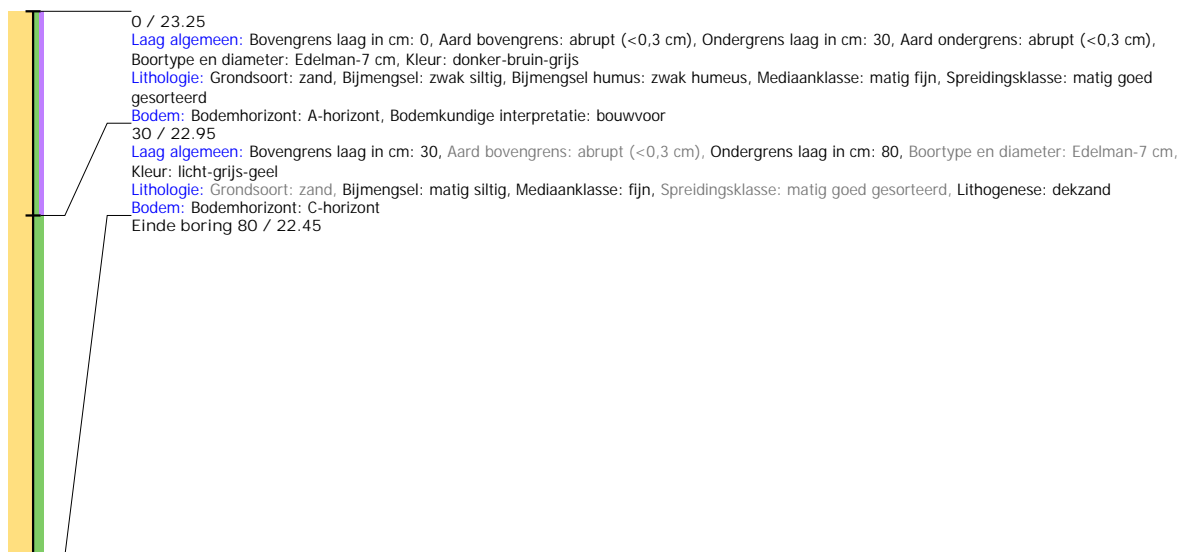 0 / 23.25
Laag algemeen: Bovengrens laag in cm: 0, Aard bovengrens: abrupt (<0,3 cm), Ondergrens laag in cm: 30, Aard ondergrens: abrupt (<0,3 cm),
Boortype en diameter: Edelman-7 cm, Kleur: donker-bruin-grijs
Lithologie: Grondsoort: zand, Bijmengsel: zwak siltig, Bijmengsel humus: zwak humeus, Mediaanklasse: matig fijn, Spreidingsklasse: matig goed
gesorteerd
Bodem: Bodemhorizont: A-horizont, Bodemkundige interpretatie: bouwvoor
30 / 22.95
Laag algemeen: Bovengrens laag in cm: 30, Aard bovengrens: abrupt (<0,3 cm), Ondergrens laag in cm: 80, Boortype en diameter: Edelman-7 cm,
Kleur: licht-grijs-geel
Lithologie: Grondsoort: zand, Bijmengsel: matig siltig, Mediaanklasse: fijn, Spreidingsklasse: matig goed gesorteerd, Lithogenese: dekzand
Bodem: Bodemhorizont: C-horizont
Einde boring 80 / 22.45